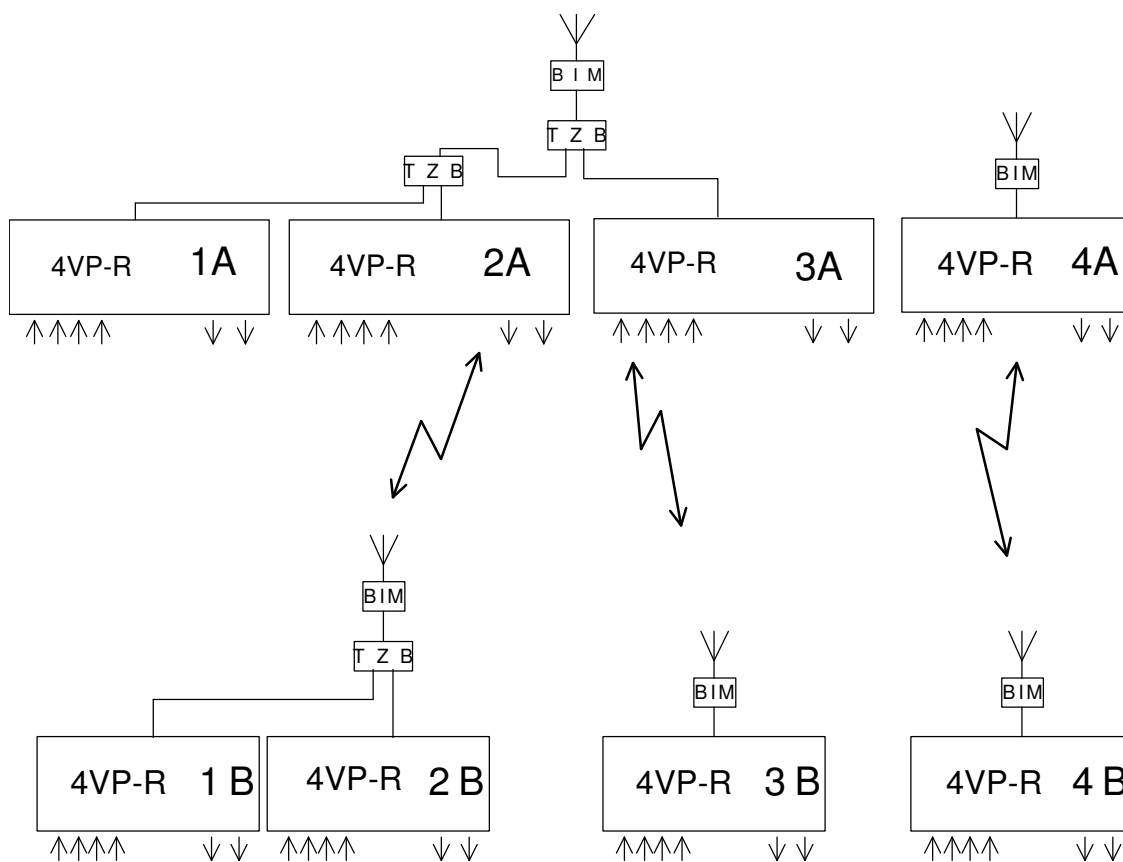 B I M
T Z B
T Z B
BIM
4VP-R 1A
4VP-R 2A
4VP-R 3A
4VP-R 4A
BIM
T Z B
BIM
BIM
4VP-R 1 B
4VP-R 2 B
4VP-R 3 B
4VP-R 4 B